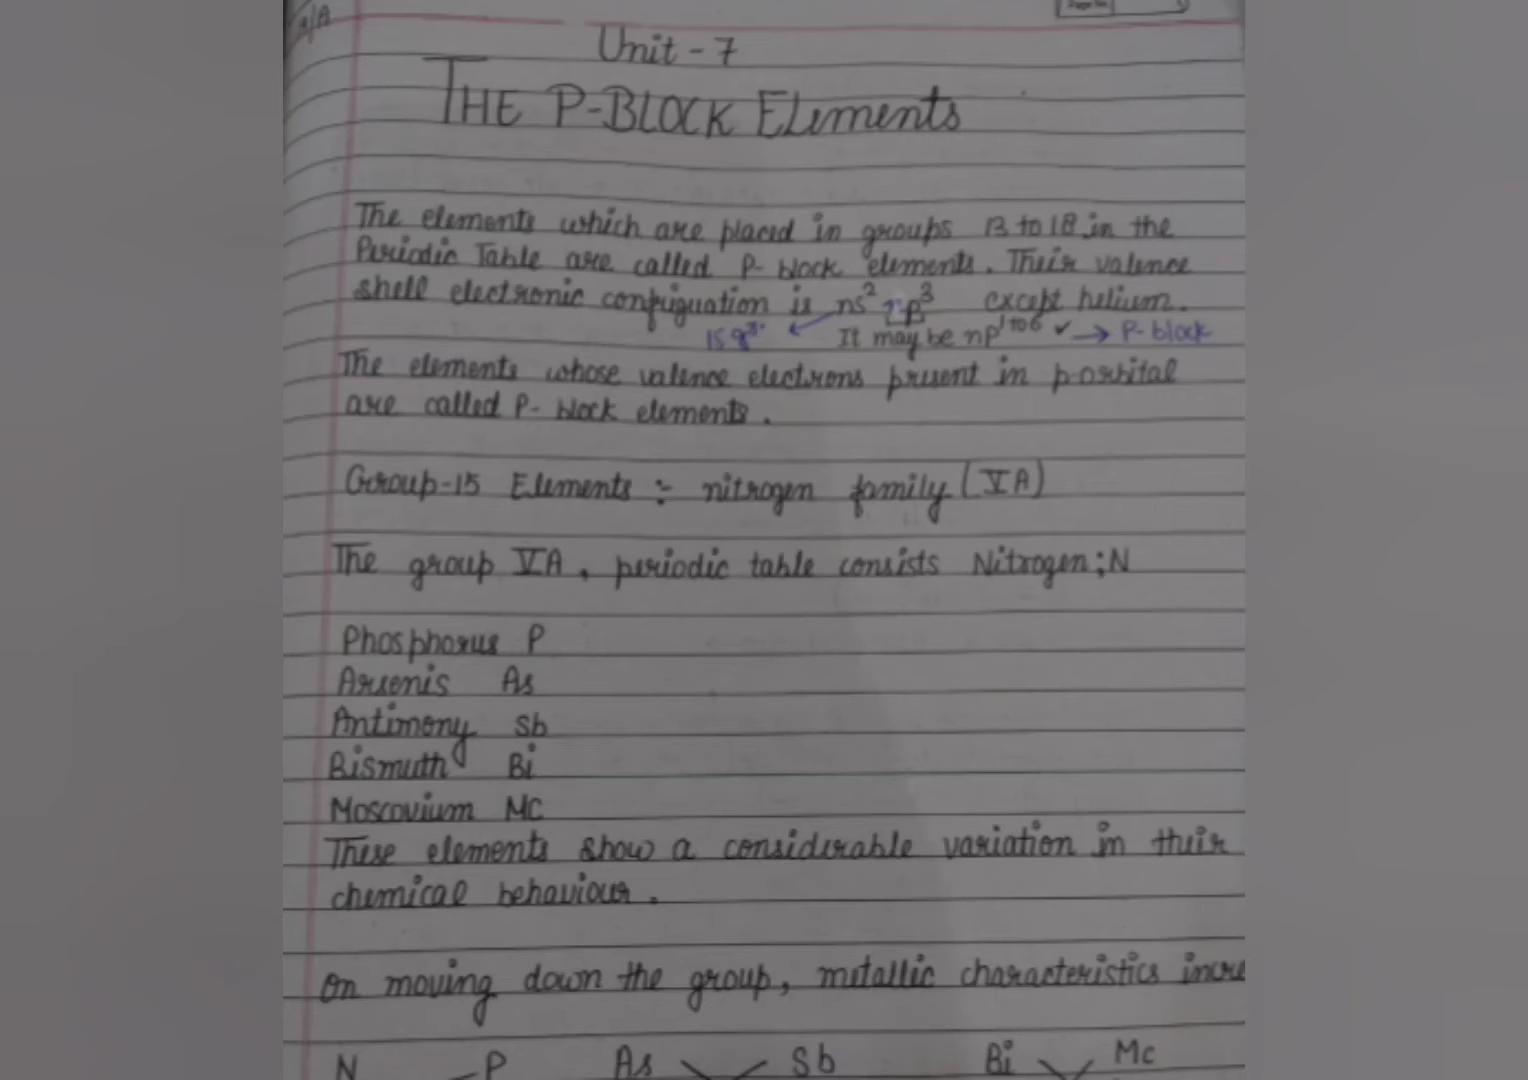 Unit - 7
THE P-BLOCK Elements
The elements which are placed in groups 13 to 18 in the
Periodic Table are called P- block elements. Their valence
shell electronic configuration is ns² np³ except helium.
It may be np¹ to 6 ✓ → P-block
The elements whose valence electrons present in p-orbital
are called P- block elements.
Group-15 Elements :- nitrogen family (VA)
The group VA, periodic table consists Nitrogen; N
Phosphorus P
Arsenis As
Antimony Sb
Bismuth Bi
Moscovium Mc
These elements show a considerable variation in their
chemical behaviour.
On moving down the group, metallic characteristics incre
N P As Sb Bi Mc